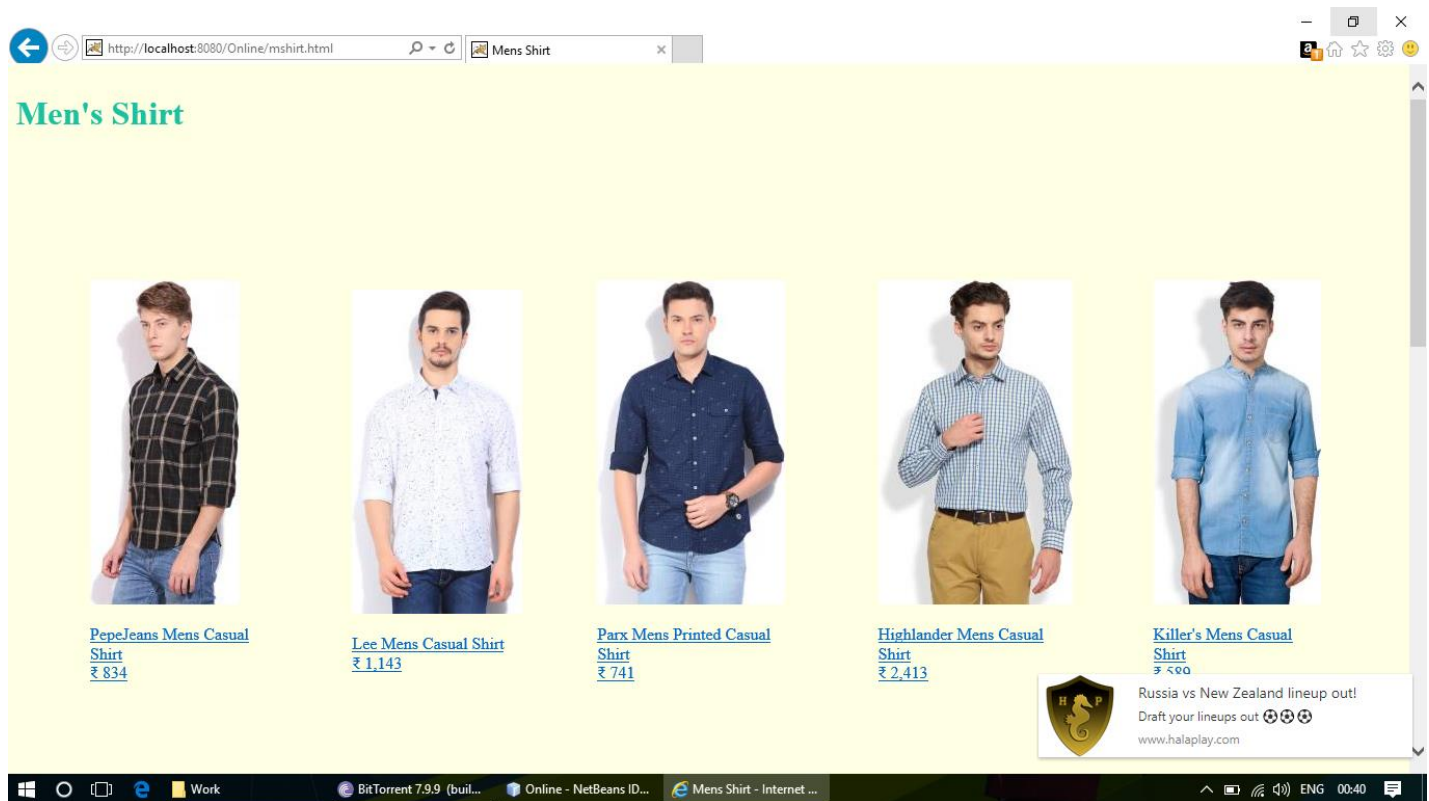 http://localhost:8080/Online/mshirt.html
Mens Shirt
Men's Shirt
PepeJeans Mens Casual
Shirt
₹ 834
Lee Mens Casual Shirt
₹ 1,143
Parx Mens Printed Casual
Shirt
₹ 741
Highlander Mens Casual
Shirt
₹ 2,413
Killer's Mens Casual
Shirt
₹ 589
H P
Russia vs New Zealand lineup out!
Draft your lineups out ⚽⚽⚽
www.halaplay.com
Work
BitTorrent 7.9.9 (buil...
Online - NetBeans ID...
Mens Shirt - Internet ...
ENG
00:40